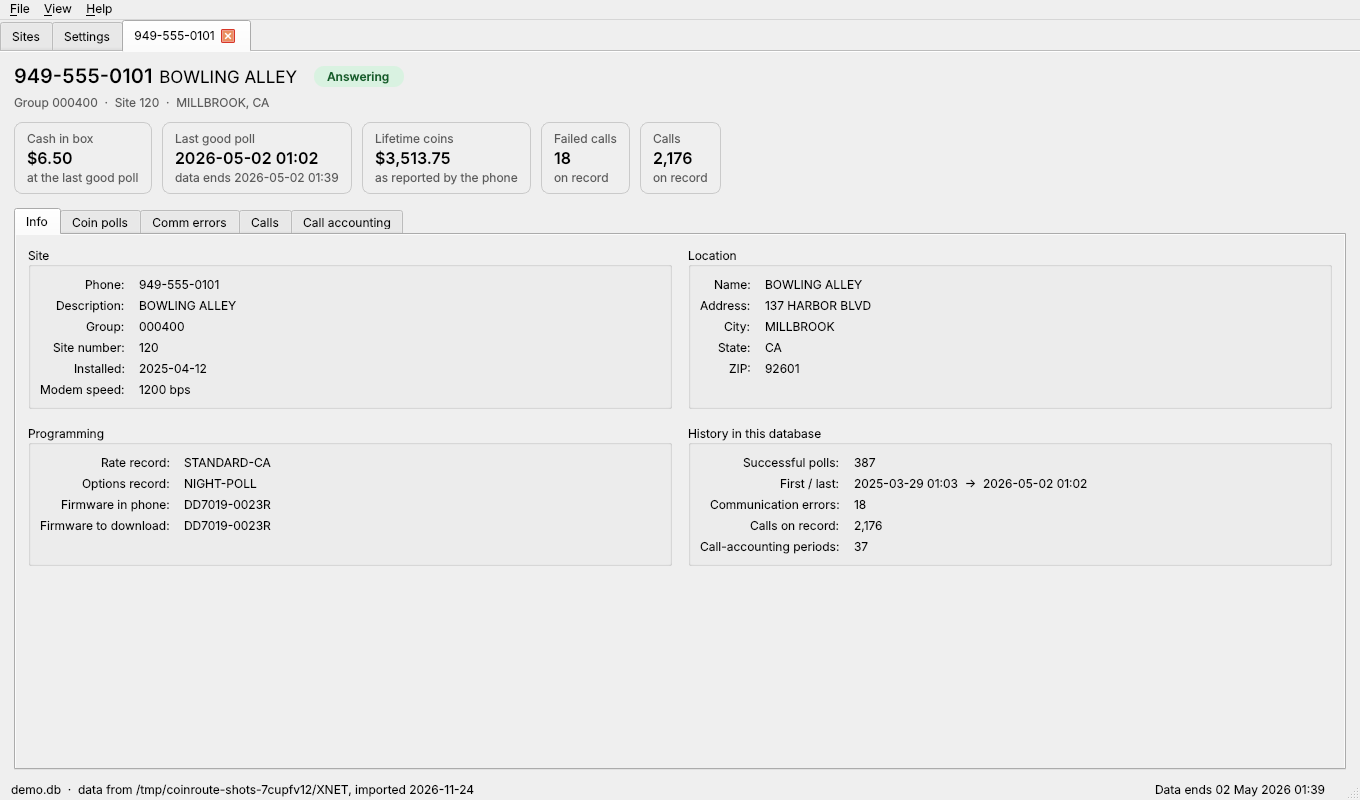 File View Help
Sites Settings 949-555-0101
949-555-0101 BOWLING ALLEY Answering
Group 000400 · Site 120 · MILLBROOK, CA
Cash in box
$6.50
at the last good poll
Last good poll
2026-05-02 01:02
data ends 2026-05-02 01:39
Lifetime coins
$3,513.75
as reported by the phone
Failed calls
18
on record
Calls
2,176
on record
Info Coin polls Comm errors Calls Call accounting
Site
Phone: 949-555-0101
Description: BOWLING ALLEY
Group: 000400
Site number: 120
Installed: 2025-04-12
Modem speed: 1200 bps
Location
Name: BOWLING ALLEY
Address: 137 HARBOR BLVD
City: MILLBROOK
State: CA
ZIP: 92601
Programming
Rate record: STANDARD-CA
Options record: NIGHT-POLL
Firmware in phone: DD7019-0023R
Firmware to download: DD7019-0023R
History in this database
Successful polls: 387
First / last: 2025-03-29 01:03 → 2026-05-02 01:02
Communication errors: 18
Calls on record: 2,176
Call-accounting periods: 37
demo.db · data from /tmp/coinroute-shots-7cupfv12/XNET, imported 2026-11-24
Data ends 02 May 2026 01:39